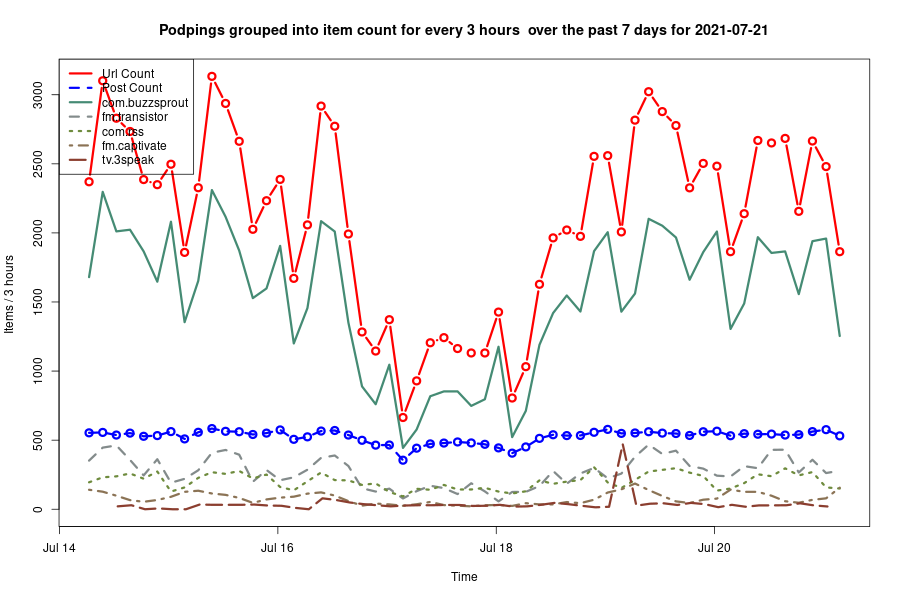 Podpings grouped into item count for every 3 hours over the past 7 days for 2021-07-21
Url Count
Post Count
com.buzzsprout
fm.transistor
fm.captivate
tv.3speak
Items / 3 hours
3000
2500
2000
1500
1000
500
0
Jul 14
Jul 16
Jul 18
Jul 20
Time